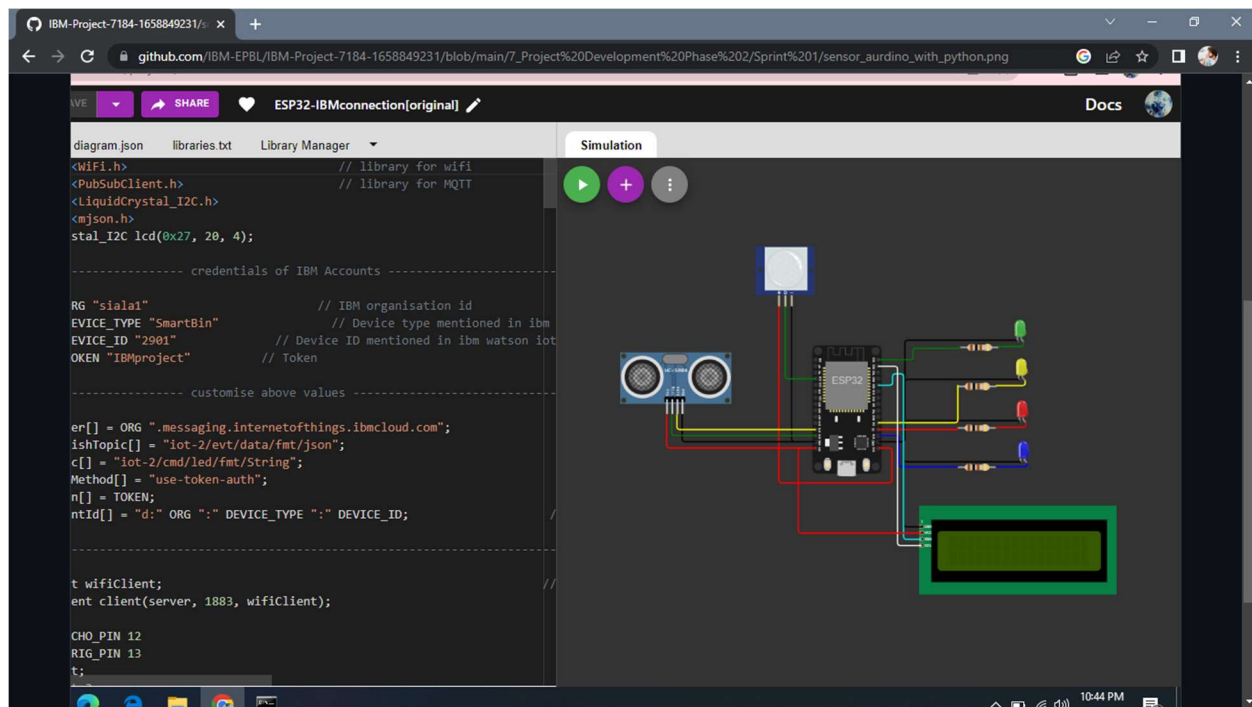 IBM-Project-7184-1658849231/s
github.com/IBM-EPBL/IBM-Project-7184-1658849231/blob/main/7_Project%20Development%20Phase%202/Sprint%201/sensor_aurdino_with_python.png
AVE
SHARE
ESP32-IBMconnection[original]
Docs
diagram.json libraries.txt Library Manager
Simulation
<WiFi.h> // library for wifi
<PubSubClient.h> // library for MQTT
<LiquidCrystal_I2C.h>
<mjson.h>
stal_I2C lcd(0x27, 20, 4);
--------------- credentials of IBM Accounts -----------------------
RG "siala1" // IBM organisation id
EVICE_TYPE "SmartBin" // Device type mentioned in ibm
EVICE_ID "2901" // Device ID mentioned in ibm watson iot
OKEN "IBMproject" // Token
--------------- customise above values ----------------------------
er[] = ORG ".messaging.internetofthings.ibmcloud.com";
ishTopic[] = "iot-2/evt/data/fmt/json";
c[] = "iot-2/cmd/led/fmt/String";
Method[] = "use-token-auth";
n[] = TOKEN;
ntId[] = "d:" ORG ":" DEVICE_TYPE ":" DEVICE_ID; /
--------------------------------------------------------------------
t wifiClient; //
ent client(server, 1883, wifiClient);
CHO_PIN 12
RIG_PIN 13
t;
HC-SR04
ESP32
10:44 PM